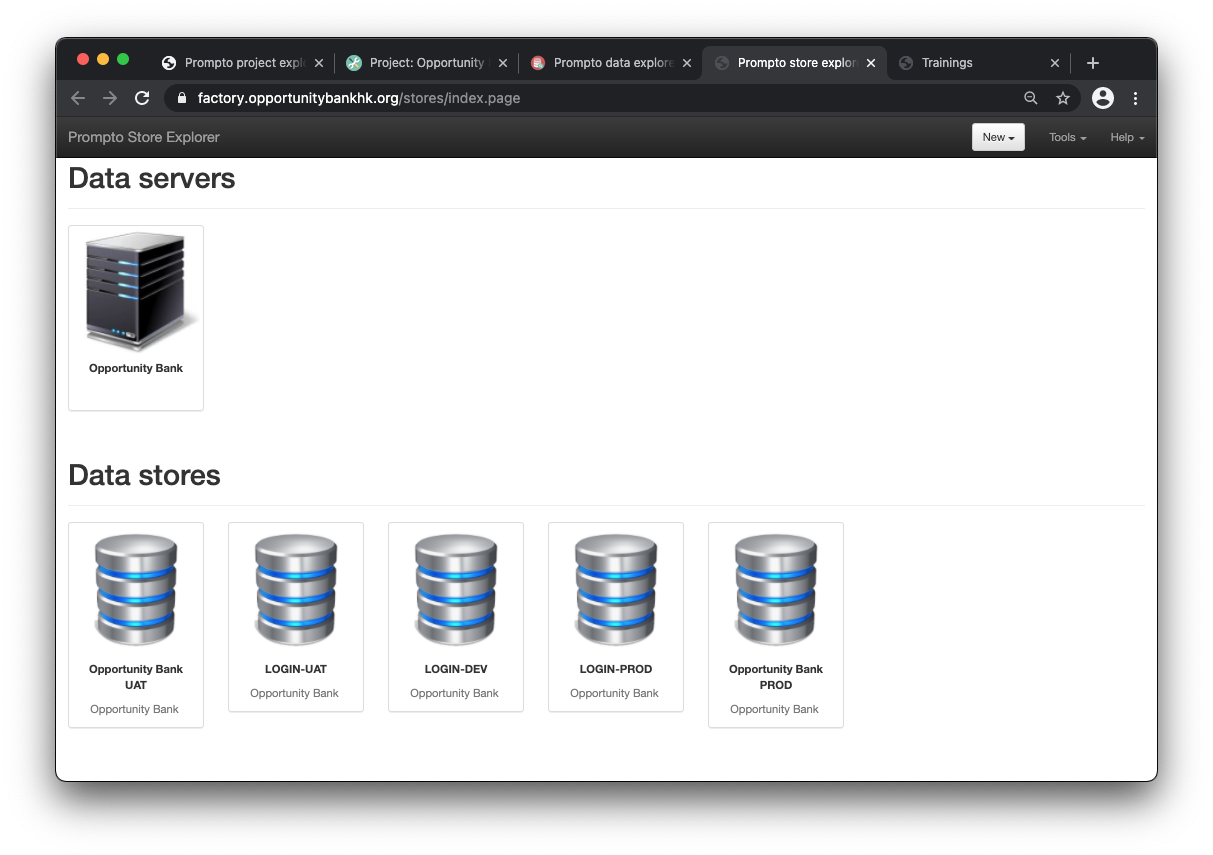 Prompto project explo
Project: Opportunity
Prompto data explore
Prompto store explor
Trainings
factory.opportunitybankhk.org/stores/index.page
Prompto Store Explorer
New
Tools
Help
Data servers
Opportunity Bank
Data stores
Opportunity Bank
UAT
Opportunity Bank
LOGIN-UAT
Opportunity Bank
LOGIN-DEV
Opportunity Bank
LOGIN-PROD
Opportunity Bank
Opportunity Bank
PROD
Opportunity Bank